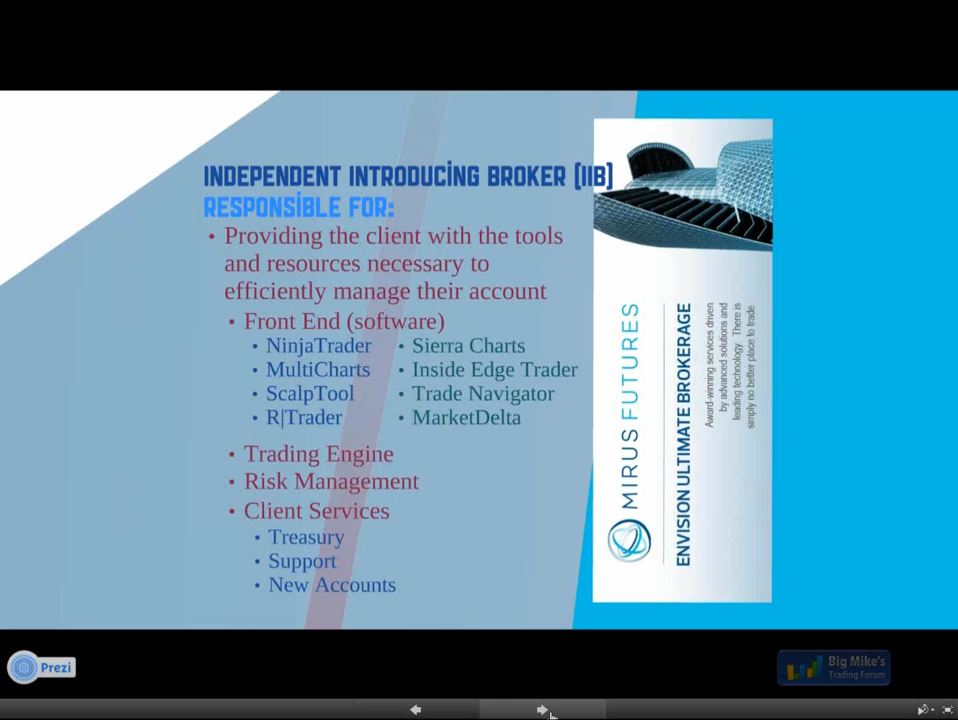 INDEPENDENT INTRODUCING BROKER (IIB)
RESPONSIBLE FOR:
• Providing the client with the tools
and resources necessary to
efficiently manage their account
• Front End (software)
• NinjaTrader
• MultiCharts
• ScalpTool
• R|Trader
• Sierra Charts
• Inside Edge Trader
• Trade Navigator
• MarketDelta
• Trading Engine
• Risk Management
• Client Services
• Treasury
• Support
• New Accounts
MIRUS FUTURES
ENVISION ULTIMATE BROKERAGE
Award-winning services driven
by advanced solutions and
leading technology There is
simply no better place to trade
Prezi
Big Mike's
Trading Forum